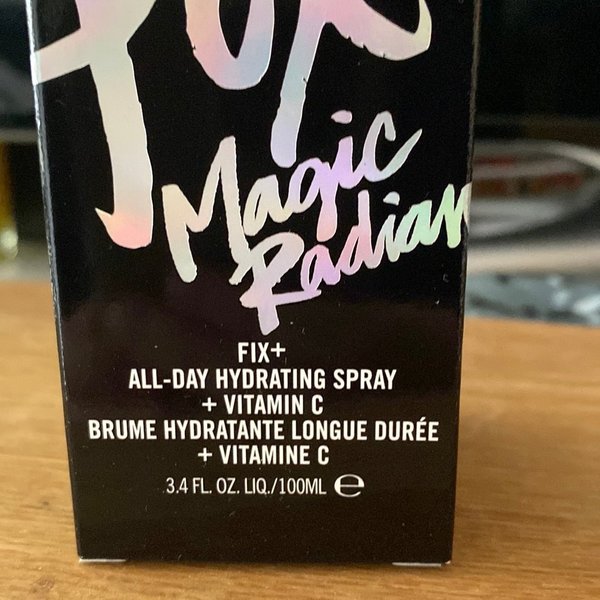 Magic
Radian
FIX+
ALL-DAY HYDRATING SPRAY
+ VITAMIN C
BRUME HYDRATANTE LONGUE DURÉE
+ VITAMINE C
3.4 FL. OZ. LIQ./100ML ℮